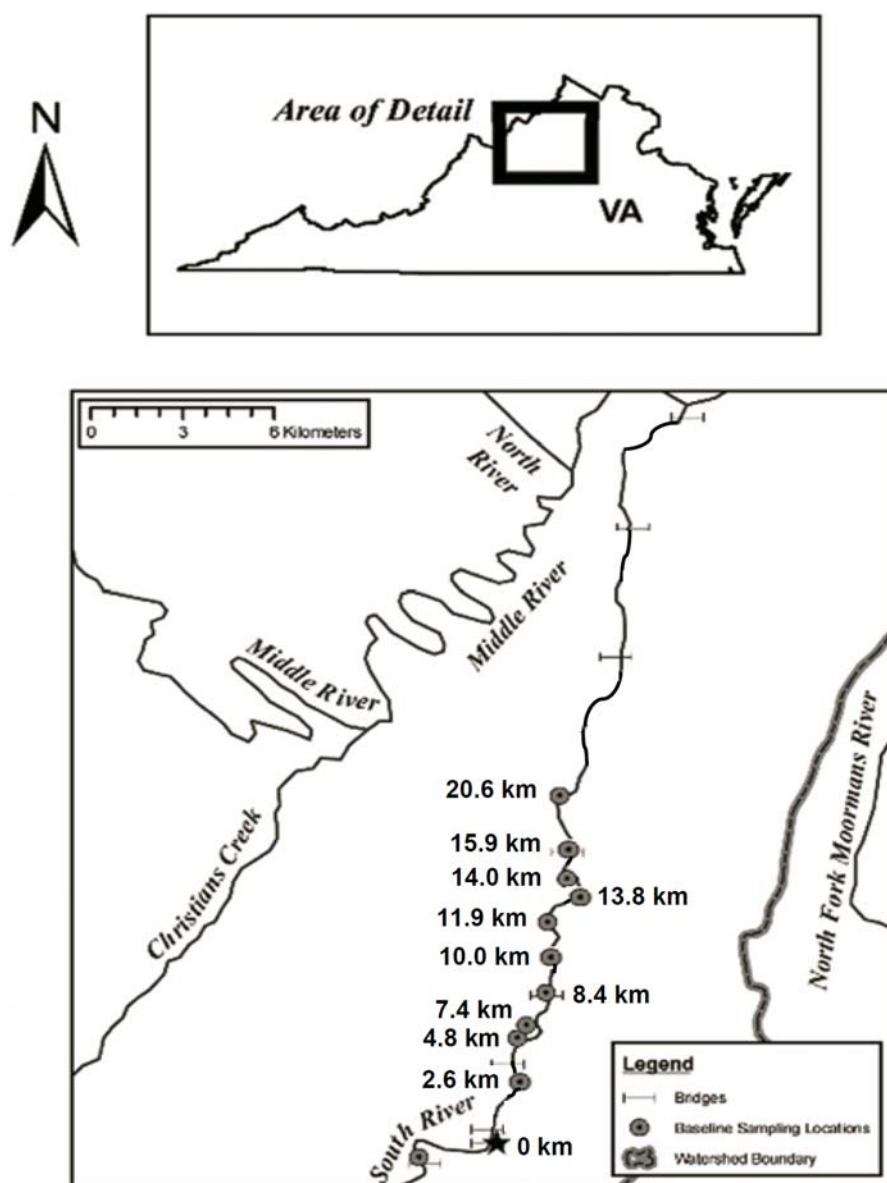 N
Area of Detail
VA
0 3 6 Kilometers
North
River
Middle River
Middle River
Christians Creek
North Fork Moormans River
20.6 km
15.9 km
14.0 km
13.8 km
11.9 km
10.0 km
8.4 km
7.4 km
4.8 km
2.6 km
South River
0 km
Legend
Bridges
Baseline Sampling Locations
Watershed Boundary